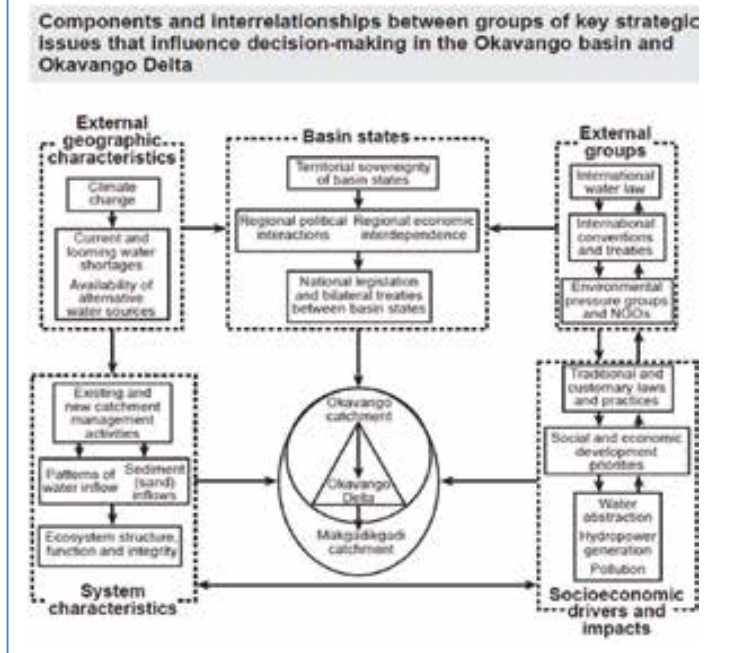 Components and interrelationships between groups of key strategic
issues that influence decision-making in the Okavango basin and
Okavango Delta
External
geographic
characteristics
Climate
change
Current and
looming water
shortages
Availability of
alternative
water sources
Basin states
Territorial sovereignty
of basin states
Regional political
interactions
Regional economic
interdependence
National legislation
and bilateral treaties
between basin states
External
groups
International
water law
International
conventions
and treaties
Environmental
pressure groups
and NGOs
Existing and
new catchment
management
activities
Patterns of
water inflow
Sediment
(sand)
inflows
Ecosystem structure,
function and integrity
System
characteristics
Okavango
catchment
Okavango
Delta
Makgadikgadi
catchment
Traditional and
customary laws
and practices
Social and economic
development
priorities
Water
abstraction
Hydropower
generation
Pollution
Socioeconomic
drivers and
impacts